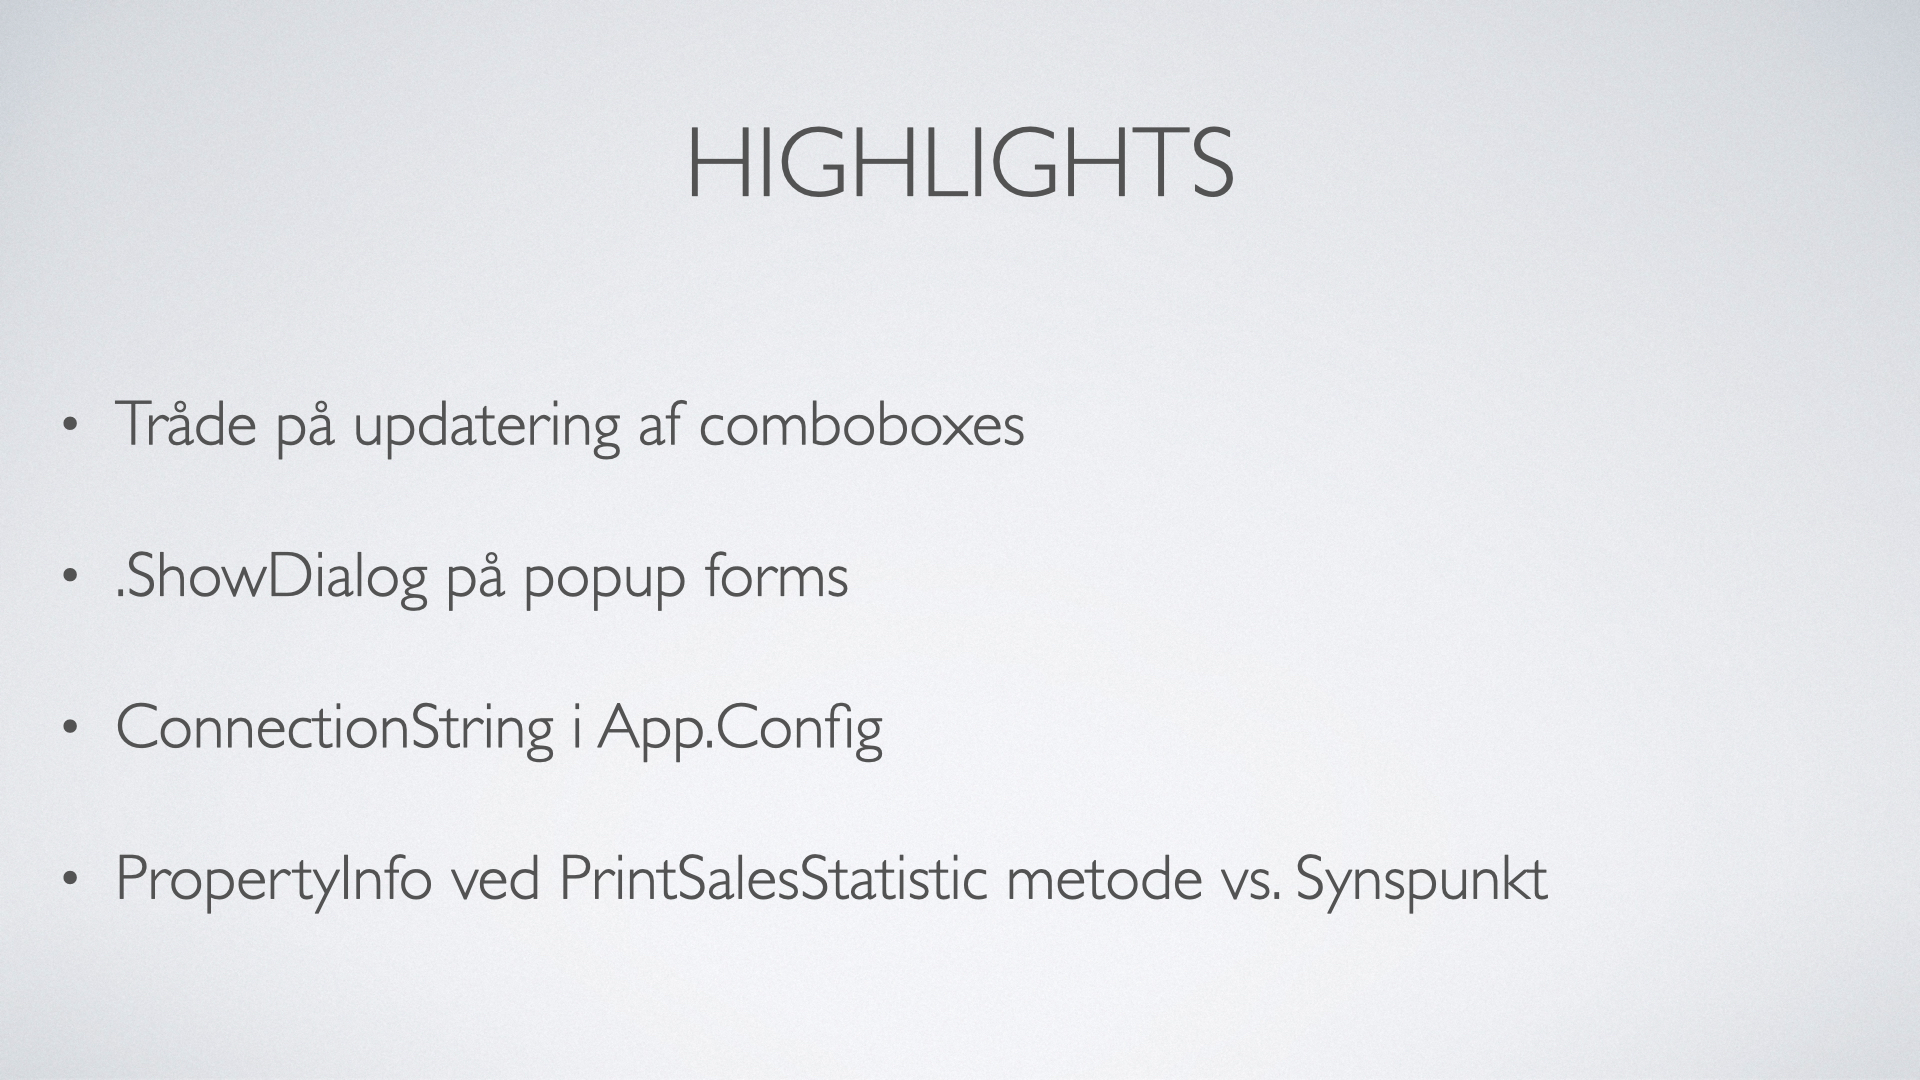 HIGHLIGHTS
• Tråde på updatering af comboboxes
• .ShowDialog på popup forms
• ConnectionString i App.Config
• PropertyInfo ved PrintSalesStatistic metode vs. Synspunkt